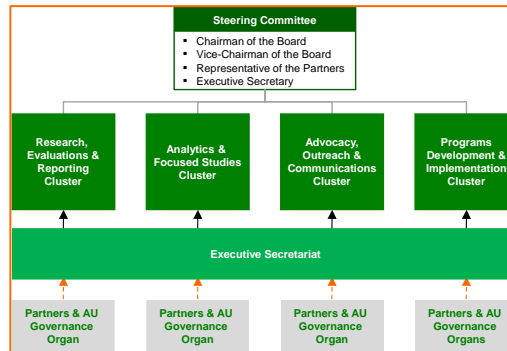 Steering Committee
▪ Chairman of the Board
▪ Vice-Chairman of the Board
▪ Representative of the Partners
▪ Executive Secretary
Research,
Evaluations &
Reporting
Cluster
Analytics &
Focused Studies
Cluster
Advocacy,
Outreach &
Communications
Cluster
Programs
Development &
Implementation
Cluster
Executive Secretariat
Partners & AU
Governance
Organ
Partners & AU
Governance
Organ
Partners & AU
Governance
Organ
Partners & AU
Governance
Organs